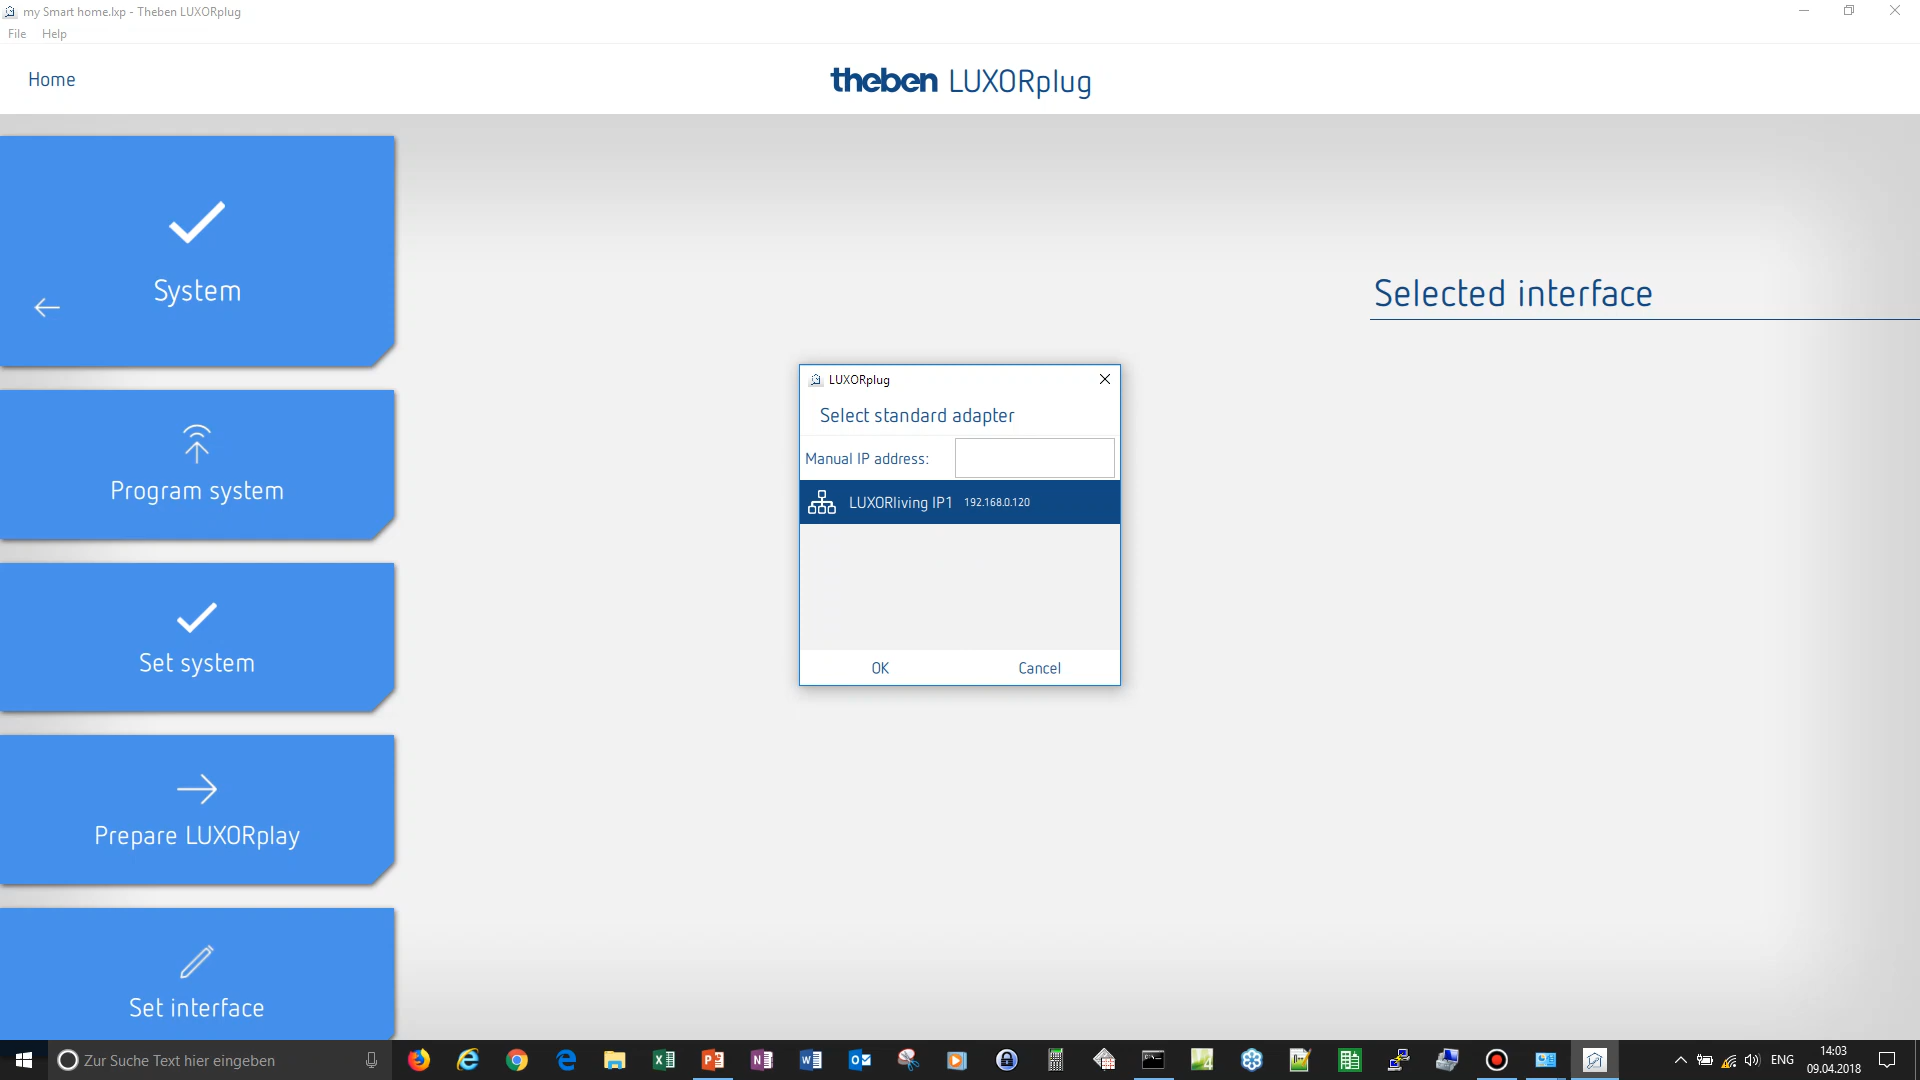 my Smart home.lxp - Theben LUXORplug
File Help
Home
theben LUXORplug
System
Program system
Set system
Prepare LUXORplay
Set interface
Selected interface
LUXORplug
Select standard adapter
Manual IP address:
LUXORliving IP1 192.168.0.120
OK Cancel
Zur Suche Text hier eingeben
ENG
14:03
09.04.2018